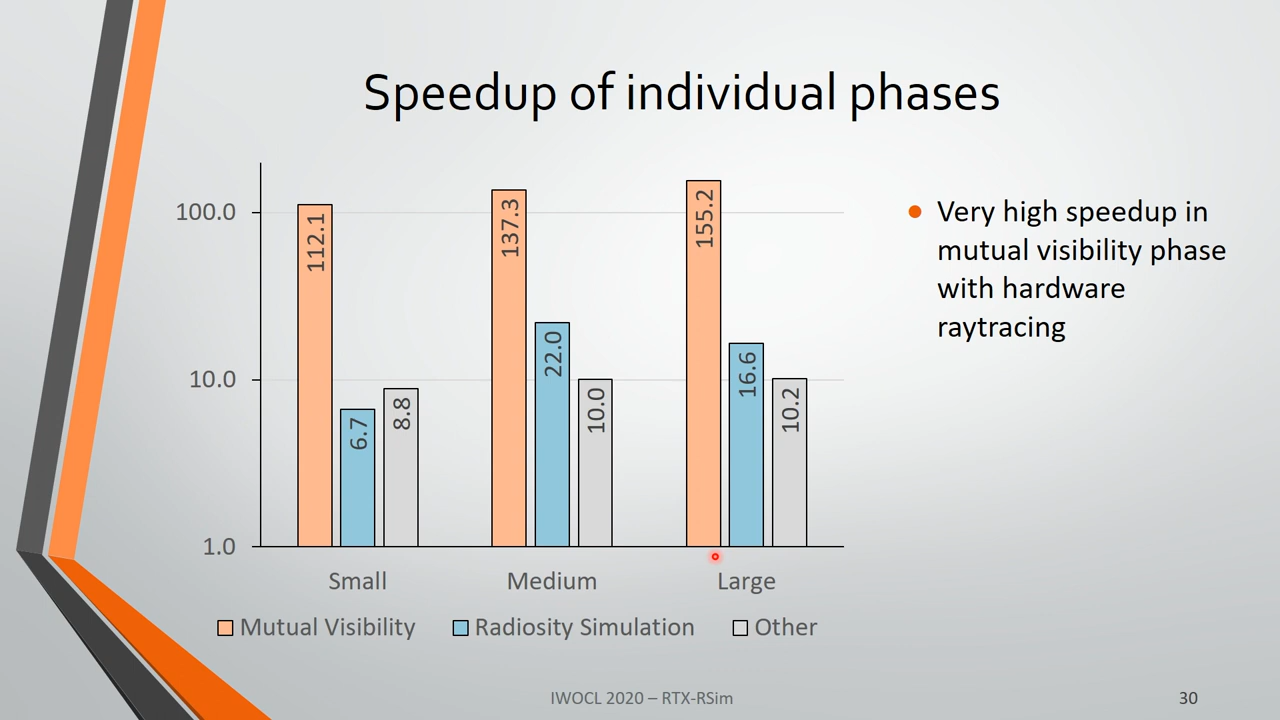 Speedup of individual phases
100.0
10.0
1.0
112.1
6.7
8.8
137.3
22.0
10.0
155.2
16.6
10.2
Small
Medium
Large
Mutual Visibility
Radiosity Simulation
Other
Very high speedup in
mutual visibility phase
with hardware
raytracing
IWOCL 2020 – RTX-RSim
30